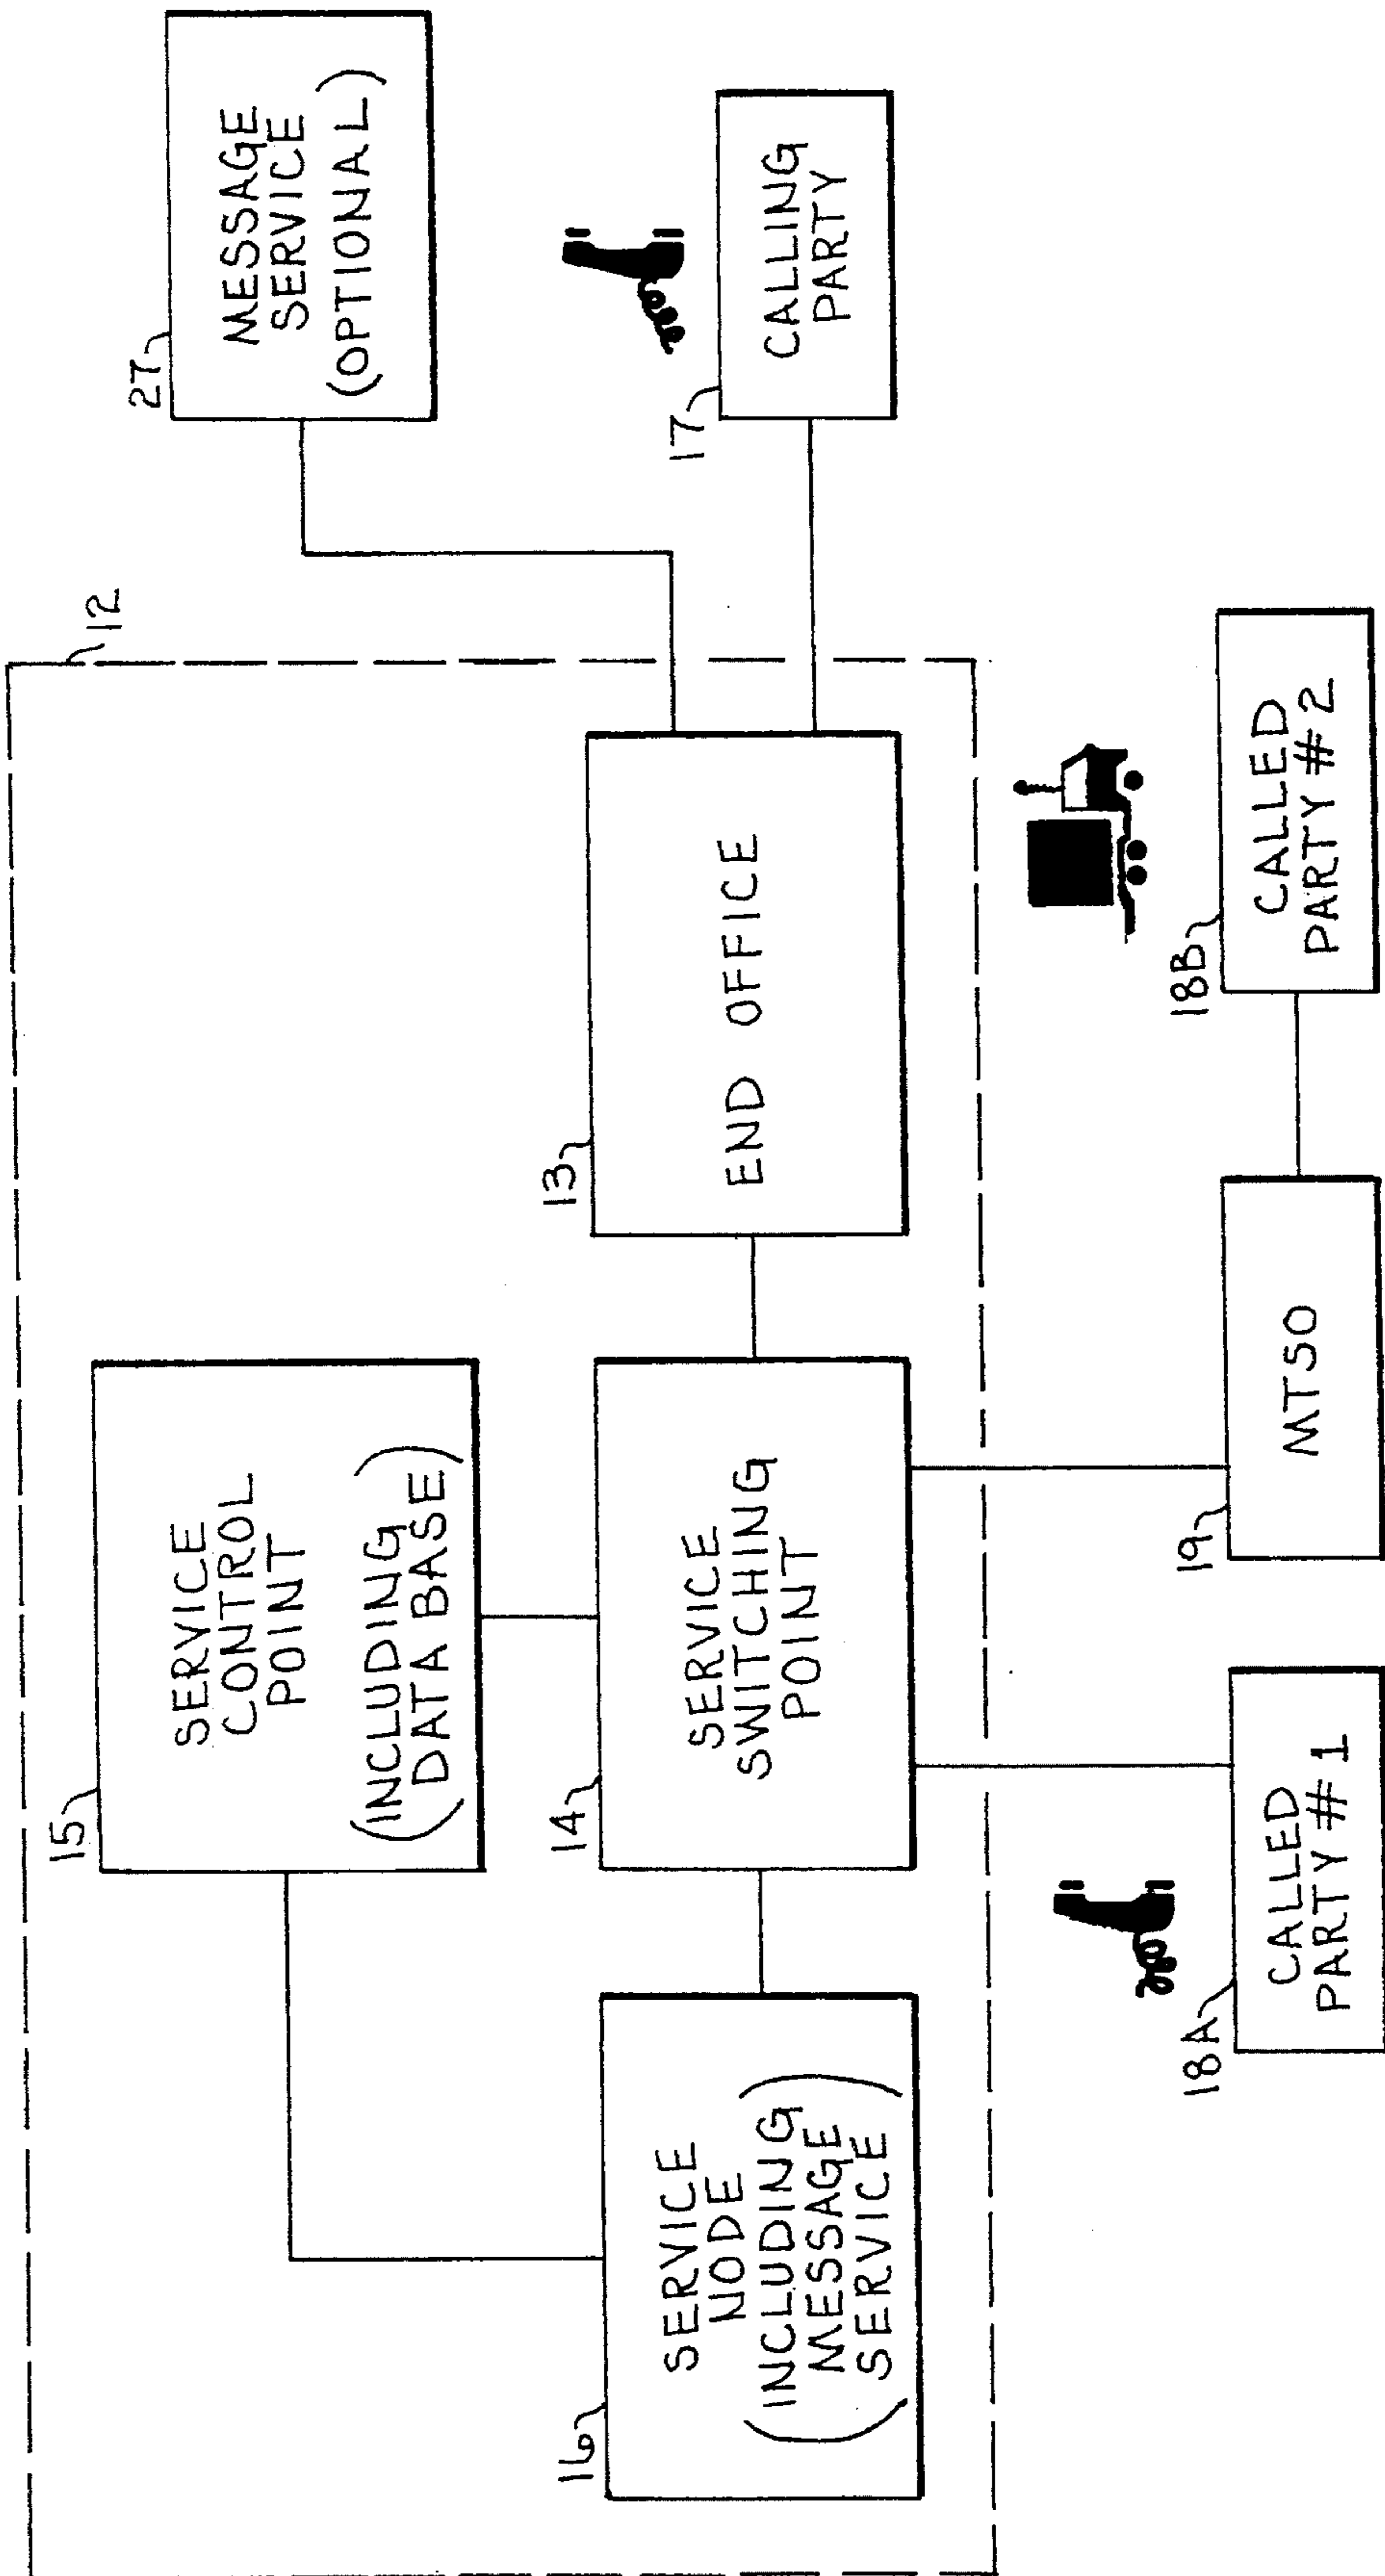 12
15
SERVICE
CONTROL
POINT
(INCLUDING
DATA BASE)
27
MESSAGE
SERVICE
(OPTIONAL)
16
SERVICE
NODE
(INCLUDING
MESSAGE
SERVICE)
14
SERVICE
SWITCHING
POINT
13
END OFFICE
17
CALLING
PARTY
18A
CALLED
PARTY # 1
19
MTSO
18B
CALLED
PARTY # 2